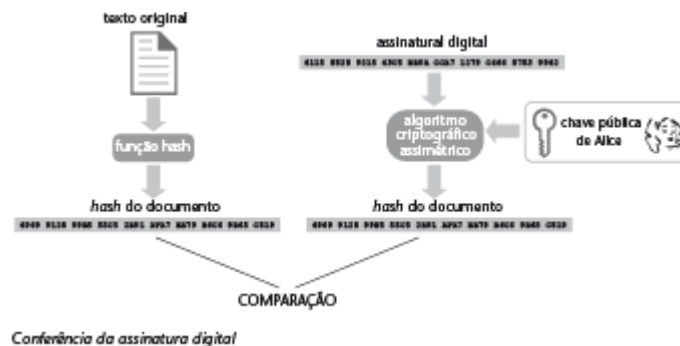 texto original
assinatural digital
algoritmo
criptográfico
assimétrico
chave pública
de Alice
função hash
hash do documento
hash do documento
COMPARAÇÃO
Conferência da assinatura digital